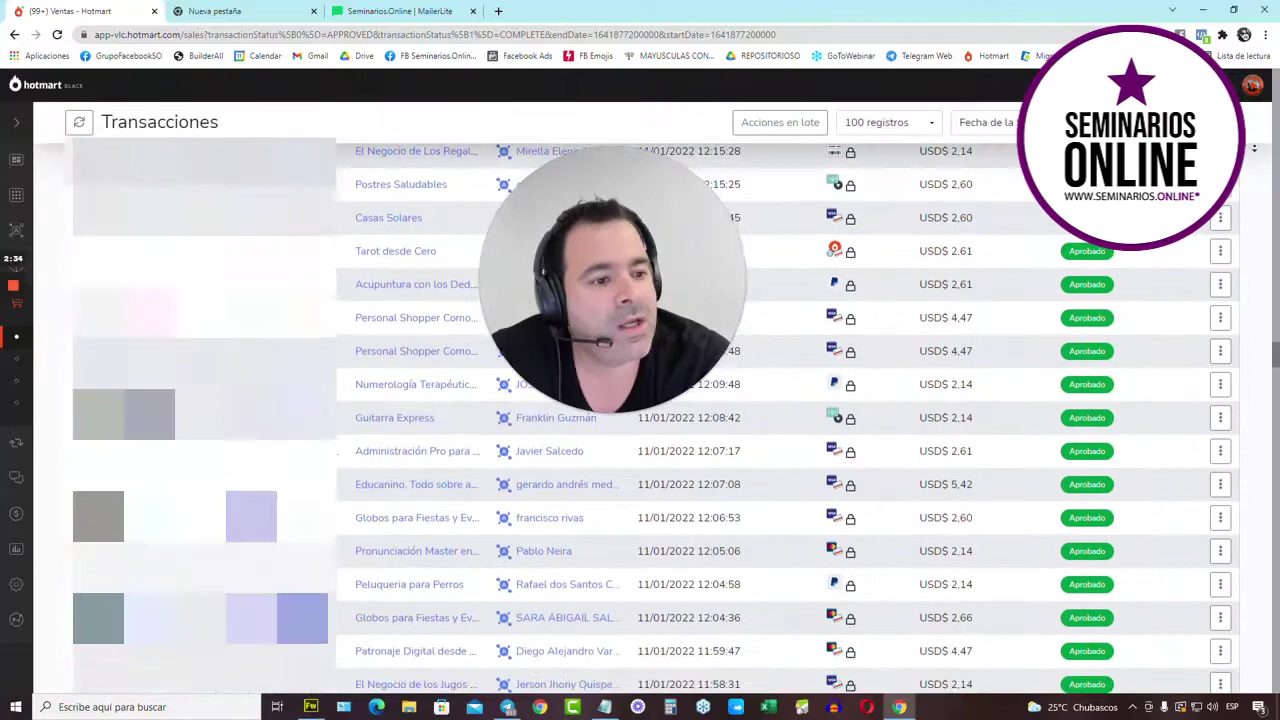 (99+) Ventas - Hotmart
Nueva pestaña
Seminarios.Online | MailerLite
app-vlc.hotmart.com/sales?transactionStatus%5B0%5D=APPROVED&transactionStatus%5B1%5D=COMPLETE&endDate=1641877200000&startDate=1641877200000
Aplicaciones
GrupoFacebookSO
BuilderAll
Calendar
Gmail
Drive
FB Seminarios.Online
Facebook Ads
FB Emojis
MAYUSCULAS CON...
REPOSITORIOSO
GoToWebinar
Telegram Web
Hotmart
Lista de lectura
hotmart BLACK
Transacciones
Acciones en lote
100 registros
SEMINARIOS
ONLINE
WWW.SEMINARIOS.ONLINE
El Negocio de Los Regal...
11/01/2022 12:15:28
USD$ 2,14
Postres Saludables
USD$ 2,60
Casas Solares
USD$ 2,60
2:34
Tarot desde Cero
Aprobado
Acupuntura con los Ded...
USD$ 2,61
Aprobado
Personal Shopper Como...
USD$ 4,47
Aprobado
Personal Shopper Como...
USD$ 4,47
Aprobado
Numerología Terapéutic...
12:09:48
USD$ 2,14
Aprobado
Guitarra Express
Franklin Guzmán
11/01/2022 12:08:42
USD$ 2,14
Aprobado
Administración Pro para ...
Javier Salcedo
11/01/2022 12:07:17
USD$ 2,61
Aprobado
Educanino. Todo sobre a...
gerardo andrés med...
11/01/2022 12:07:08
USD$ 5,42
Aprobado
Globos para Fiestas y Ev...
francisco rivas
11/01/2022 12:06:53
USD$ 2,60
Aprobado
Pronunciación Master en...
Pablo Neira
11/01/2022 12:05:06
USD$ 2,14
Aprobado
Peluqueria para Perros
Rafael dos Santos C...
11/01/2022 12:04:58
USD$ 2,14
Aprobado
Globos para Fiestas y Ev...
SARA ABIGAIL SAL...
11/01/2022 12:04:36
USD$ 2,66
Aprobado
Patronaje Digital desde ...
Diego Alejandro Var...
11/01/2022 11:59:47
USD$ 4,47
Aprobado
El Negocio de los Jugos ...
11/01/2022 11:58:31
Aprobado
Escribe aquí para buscar
25°C
Chubascos
ESP